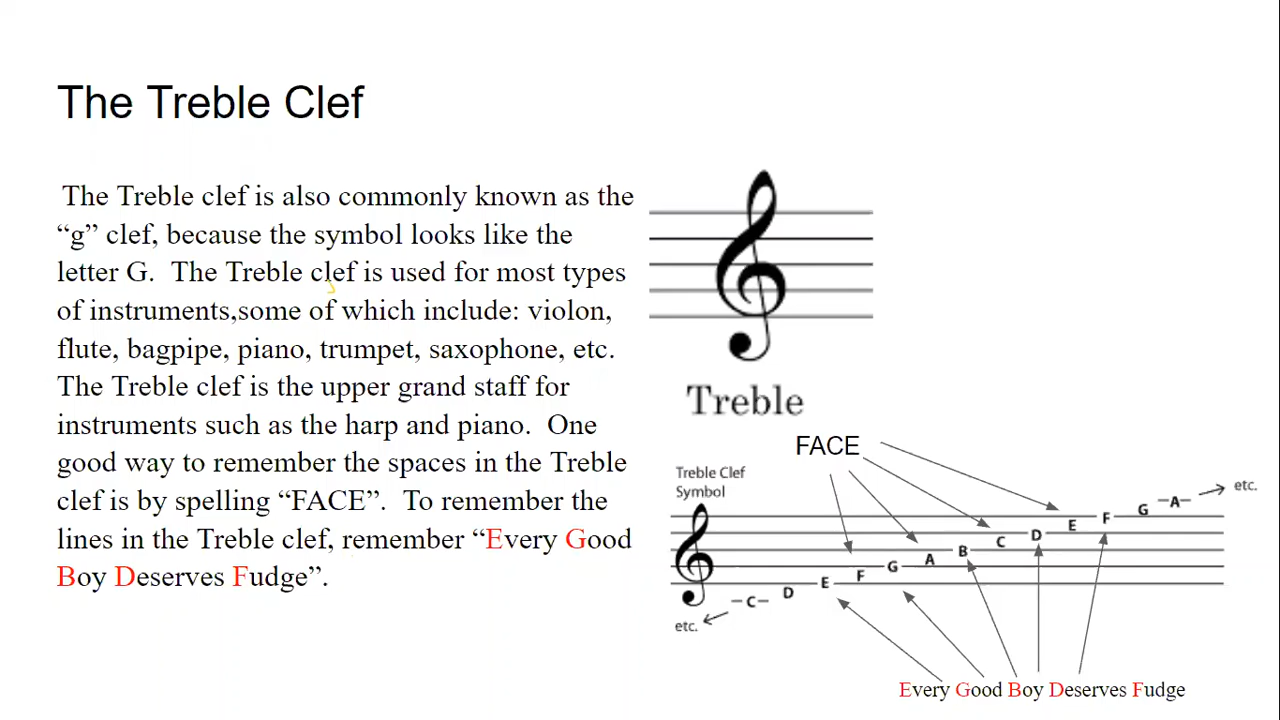 The Treble Clef
The Treble clef is also commonly known as the
“g” clef, because the symbol looks like the
letter G.  The Treble clef is used for most types
of instruments,some of which include: violon,
flute, bagpipe, piano, trumpet, saxophone, etc.
The Treble clef is the upper grand staff for
instruments such as the harp and piano.  One
good way to remember the spaces in the Treble
clef is by spelling “FACE”.  To remember the
lines in the Treble clef, remember “Every Good
Boy Deserves Fudge”.
Treble
FACE
Treble Clef
Symbol
etc.
C D E F G A B C D E F G A
etc.
Every Good Boy Deserves Fudge